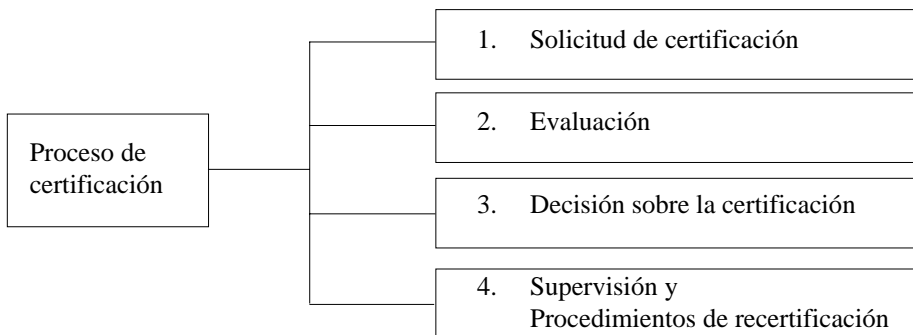 Proceso de
certificación
1. Solicitud de certificación
2. Evaluación
3. Decisión sobre la certificación
4. Supervisión y
Procedimientos de recertificación